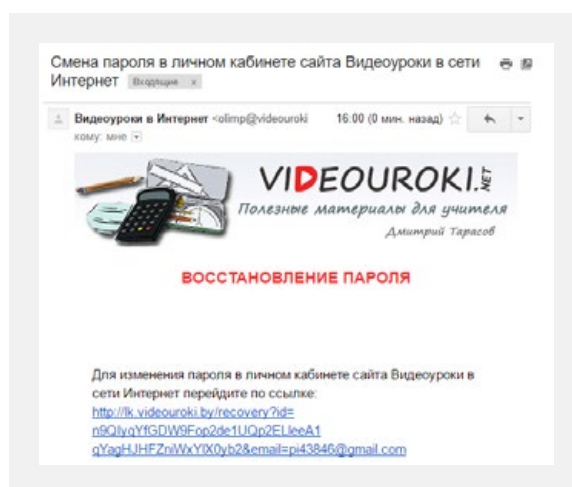 Смена пароля в личном кабинете сайта Видеоуроки в сети
Интернет Входящие x
Видеоуроки в Интернет <olimp@videouroki 16:00 (0 мин. назад)
кому: мне
VIDEOUROKI.NET
Полезные материалы для учителя
Дмитрий Тарасов
ВОССТАНОВЛЕНИЕ ПАРОЛЯ
Для изменения пароля в личном кабинете сайта Видеоуроки в
сети Интернет перейдите по ссылке:
http://lk.videouroki.by/recovery?id=
n9QIyqYfGDW9Fop2de1UQp2ELleeA1
qYagHJHFZniWxYlX0yb2&email=pi43846@gmail.com